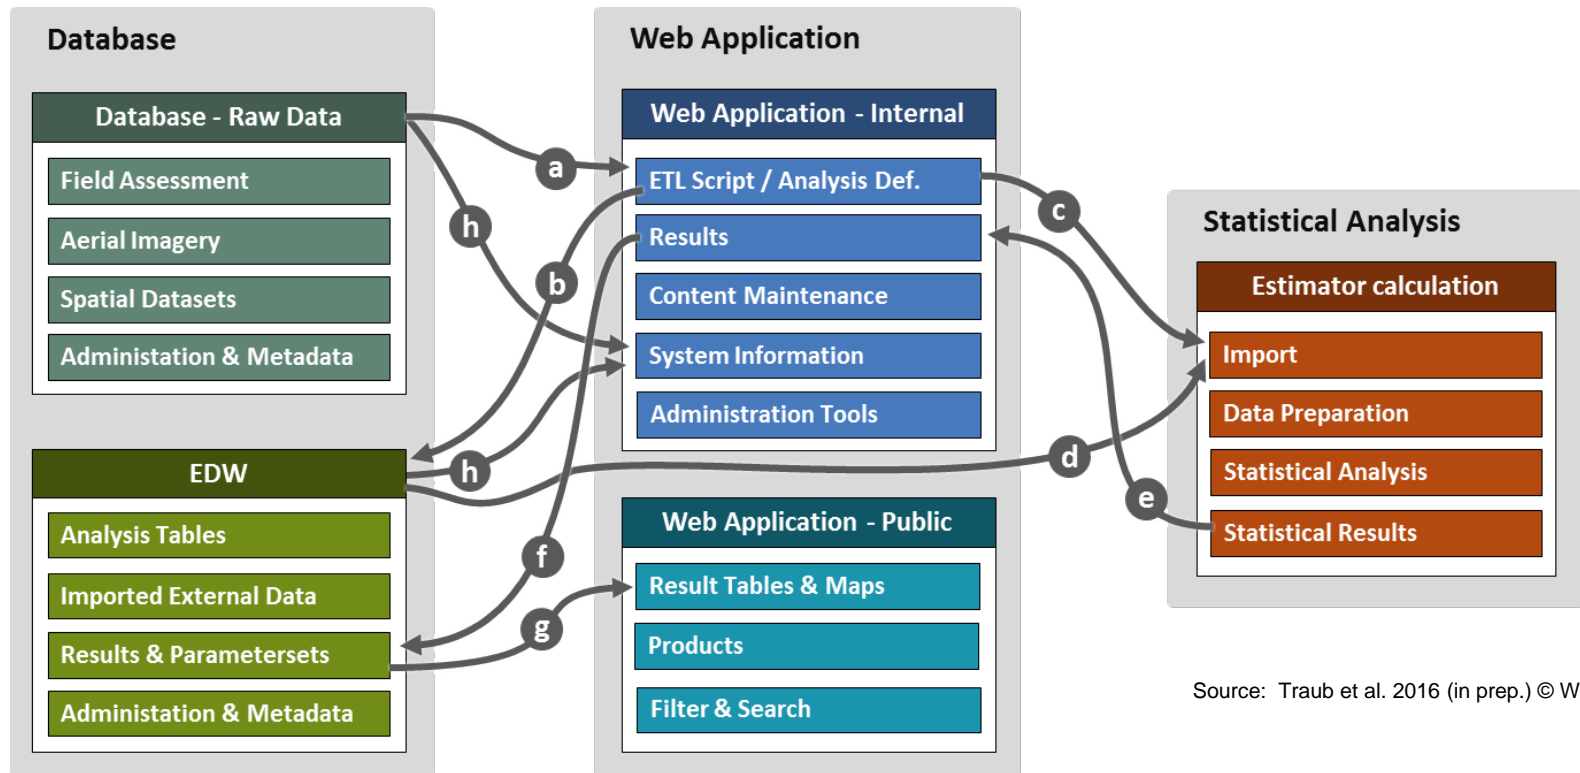 Database
Database - Raw Data
Field Assessment
Aerial Imagery
Spatial Datasets
Administation & Metadata
EDW
Analysis Tables
Imported External Data
Results & Parametersets
Administation & Metadata
Web Application
Web Application - Internal
ETL Script / Analysis Def.
Results
Content Maintenance
System Information
Administration Tools
Web Application - Public
Result Tables & Maps
Products
Filter & Search
Statistical Analysis
Estimator calculation
Import
Data Preparation
Statistical Analysis
Statistical Results
a
h
b
c
h
d
e
f
g
Source: Traub et al. 2016 (in prep.) © W